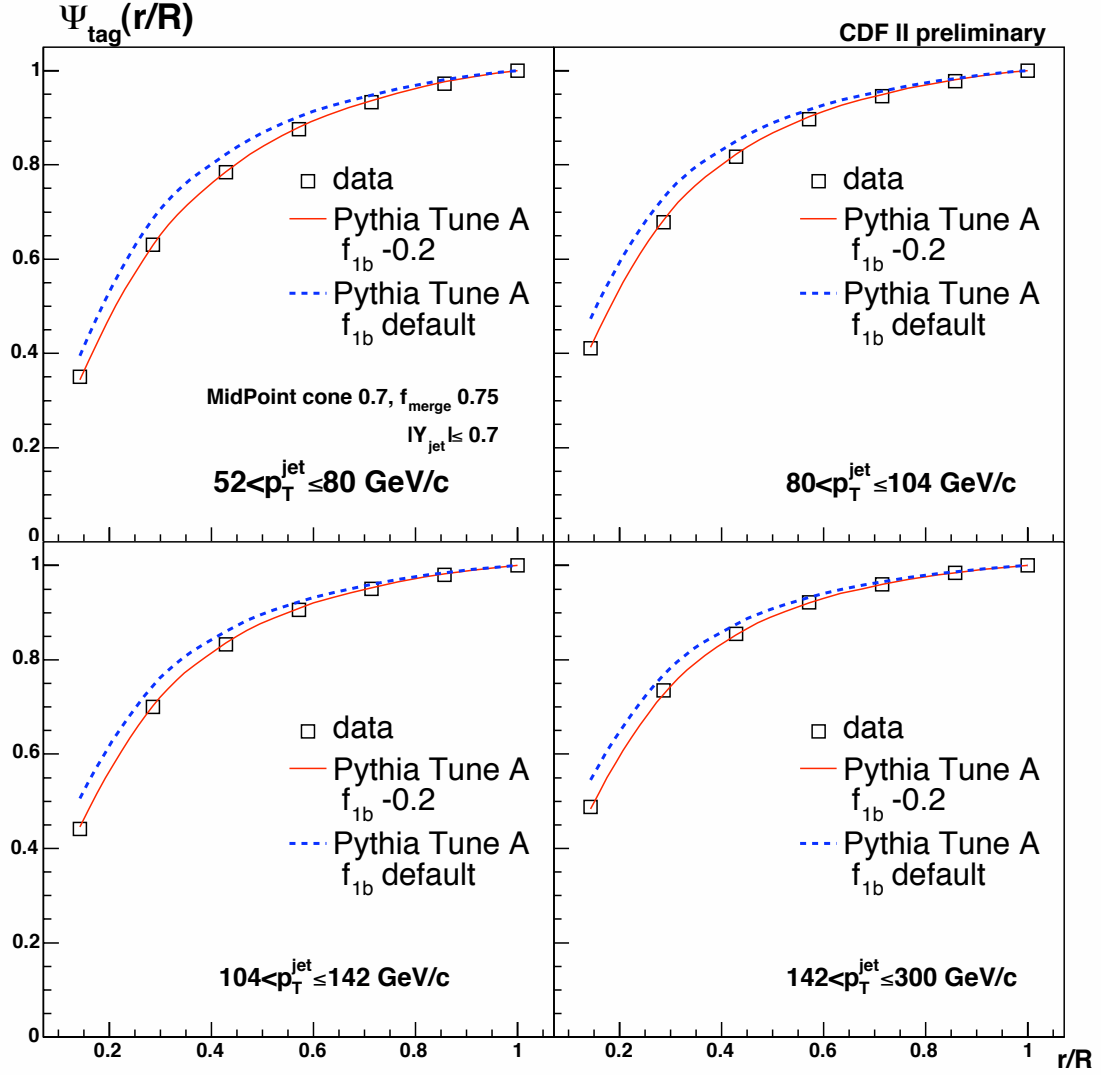 Ψtag(r/R)
CDF II preliminary
1
0.8
0.6
0.4
0.2
0
data
Pythia Tune A
f1b -0.2
Pythia Tune A
f1b default
MidPoint cone 0.7, fmerge 0.75
|Yjet|≤ 0.7
52<pTjet ≤80 GeV/c
data
Pythia Tune A
f1b -0.2
Pythia Tune A
f1b default
80<pTjet ≤104 GeV/c
1
0.8
0.6
0.4
0.2
0
data
Pythia Tune A
f1b -0.2
Pythia Tune A
f1b default
104<pTjet ≤142 GeV/c
data
Pythia Tune A
f1b -0.2
Pythia Tune A
f1b default
142<pTjet ≤300 GeV/c
0.2 0.4 0.6 0.8 1
0.2 0.4 0.6 0.8 1
r/R